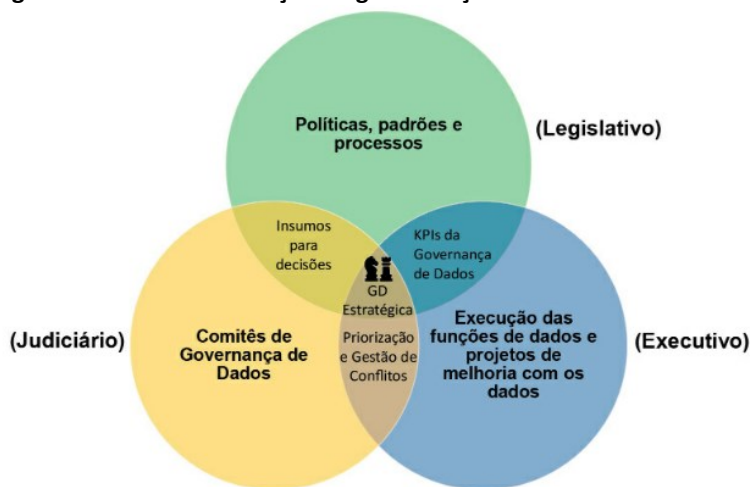 Políticas, padrões e
processos
(Legislativo)
Insumos
para
decisões
KPIs da
Governança
de Dados
GD
Estratégica
(Judiciário)
Comitês de
Governança de
Dados
Priorização
e Gestão de
Conflitos
Execução das
funções de dados e
projetos de
melhoria com os
dados
(Executivo)